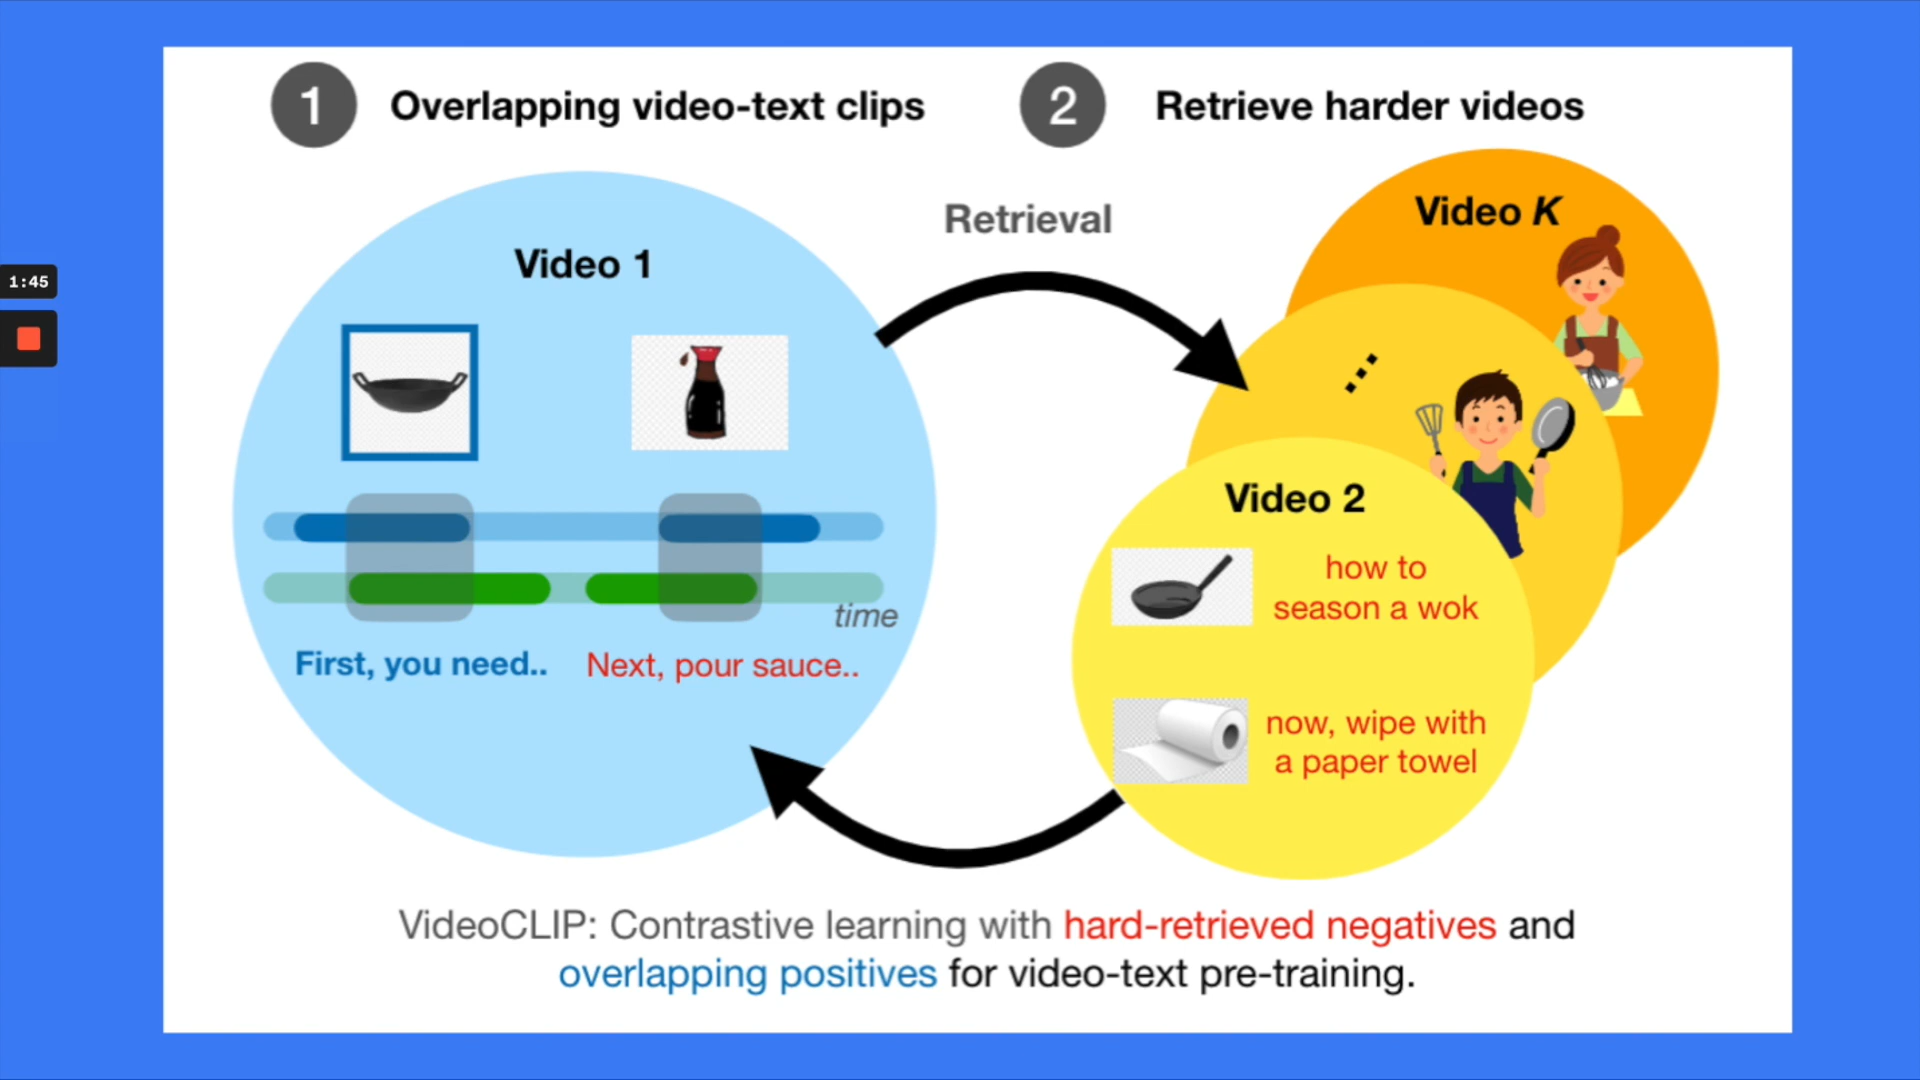 1 Overlapping video-text clips
2 Retrieve harder videos
Video K
Retrieval
Video 1
1:45
Video 2
how to
season a wok
time
First, you need..
Next, pour sauce..
now, wipe with
a paper towel
VideoCLIP: Contrastive learning with hard-retrieved negatives and
overlapping positives for video-text pre-training.